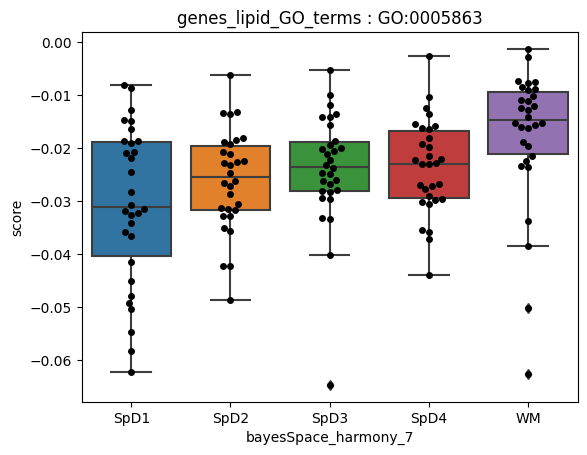 genes_lipid_GO_terms : GO:0005863
0.00
−0.01
−0.02
−0.03
−0.04
−0.05
−0.06
score
SpD1 SpD2 SpD3 SpD4 WM
bayesSpace_harmony_7